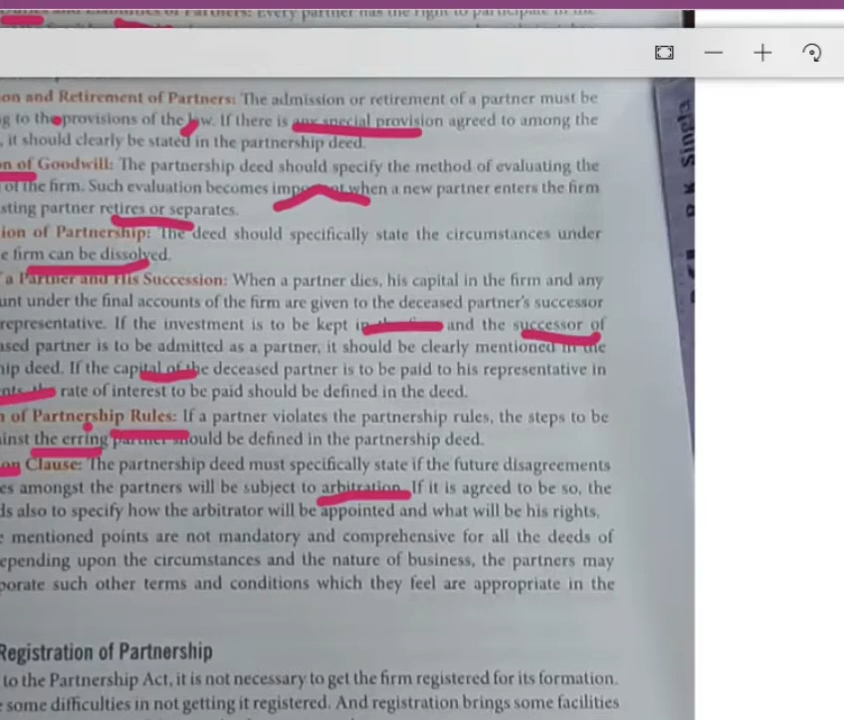 Every partner has the right to participate in the
on and Retirement of Partners: The admission or retirement of a partner must be
g to the provisions of the law. If there is any special provision agreed to among the
, it should clearly be stated in the partnership deed.
n of Goodwill: The partnership deed should specify the method of evaluating the
of the firm. Such evaluation becomes important when a new partner enters the firm
sting partner retires or separates.
ion of Partnership: The deed should specifically state the circumstances under
e firm can be dissolved.
a Partner and His Succession: When a partner dies, his capital in the firm and any
unt under the final accounts of the firm are given to the deceased partner's successor
representative. If the investment is to be kept in and the successor of
ased partner is to be admitted as a partner, it should be clearly mentioned in the
hip deed. If the capital of the deceased partner is to be paid to his representative in
nts, the rate of interest to be paid should be defined in the deed.
n of Partnership Rules: If a partner violates the partnership rules, the steps to be
ainst the erring partner should be defined in the partnership deed.
on Clause: The partnership deed must specifically state if the future disagreements
es amongst the partners will be subject to arbitration. If it is agreed to be so, the
ds also to specify how the arbitrator will be appointed and what will be his rights.
e mentioned points are not mandatory and comprehensive for all the deeds of
epending upon the circumstances and the nature of business, the partners may
porate such other terms and conditions which they feel are appropriate in the
Registration of Partnership
to the Partnership Act, it is not necessary to get the firm registered for its formation.
e some difficulties in not getting it registered. And registration brings some facilities